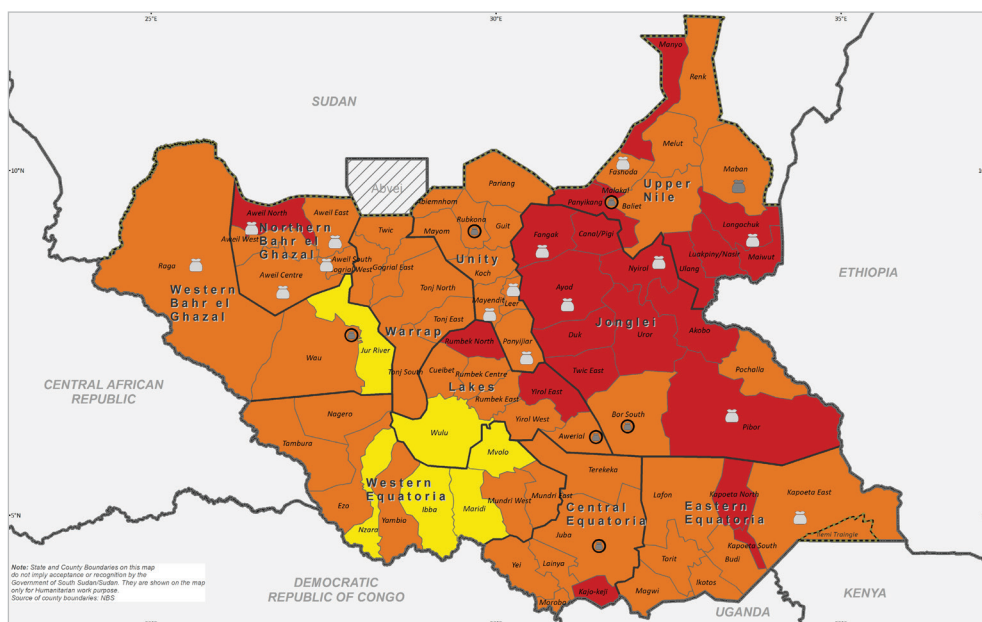 25°E
30°E
35°E
SUDAN
Manyo
Renk
10°N
Melut
Maban
Fashoda
Upper
Nile
Malakal
Panyikang
Baliet
Abyei
Pariang
Abiemnhom
Rubkona
Mayom
Guit
Unity
Koch
Mayendit
Leer
Panyijiar
Aweil North
Aweil East
Northern
Bahr el
Ghazal
Aweil West
Aweil South
Aweil Centre
Twic
Gogrial West
Gogrial East
Tonj North
Tonj East
Warrap
Tonj South
Raga
Western
Bahr el
Ghazal
Wau
Jur River
Fangak
Canal/Pigi
Nyirol
Ulang
Luakpiny/Nasir
Longochuk
Maiwut
ETHIOPIA
Ayod
Jonglei
Duk
Uror
Akobo
Twic East
Pochalla
Bor South
Pibor
Rumbek North
Cueibet
Rumbek Centre
Lakes
Rumbek East
Yirol East
Yirol West
Awerial
Wulu
CENTRAL AFRICAN
REPUBLIC
Nagero
Tambura
Mvolo
Western
Equatoria
Ezo
Nzara
Yambia
Ibba
Maridi
Mundri West
Mundri East
Terekeka
Central
Equatoria
Juba
Yei
Lainya
Morobo
Kajo-keji
Lafon
Kapoeta North
Kapoeta East
Eastern
Equatoria
Ilemi Traingle
Kapoeta South
Budi
Torit
Ikotos
Magwi
5°N
Note: State and County Boundaries on this map
do not imply acceptance or recognition by the
Government of South Sudan/Sudan. They are shown on the map
only for Humanitarian work purpose.
Source of county boundaries: NBS
DEMOCRATIC
REPUBLIC OF CONGO
UGANDA
KENYA